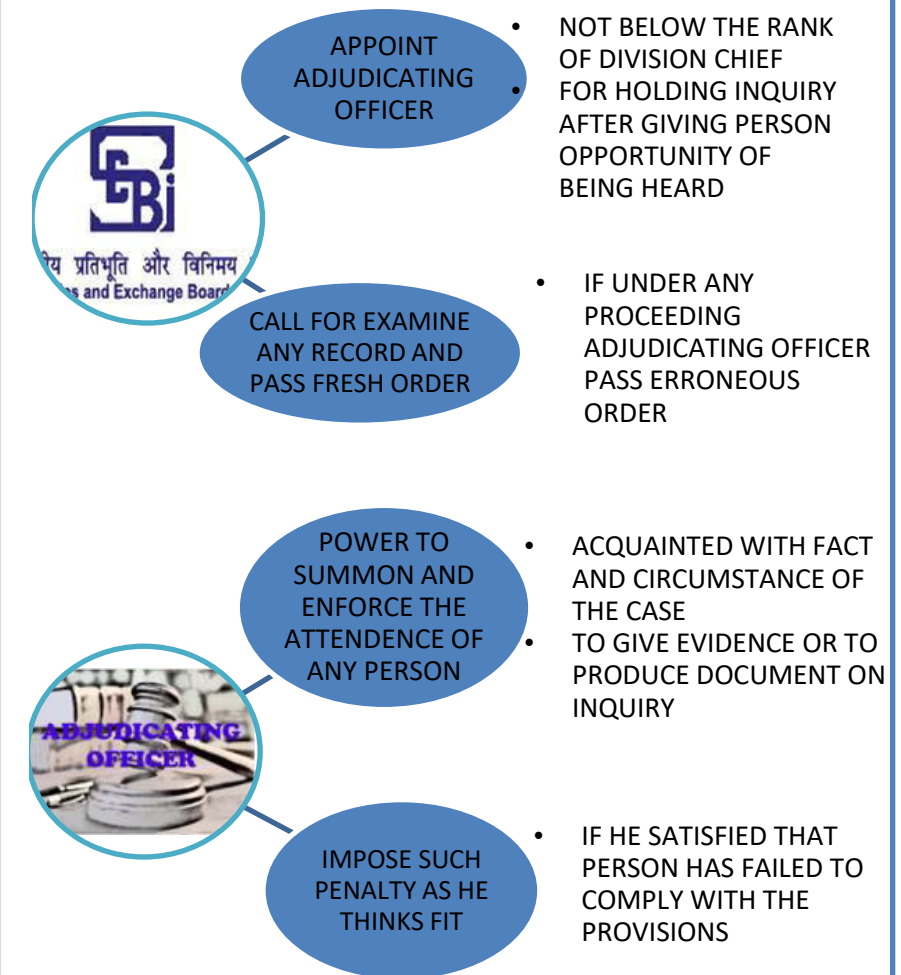 APPOINT
ADJUDICATING
OFFICER
• NOT BELOW THE RANK
OF DIVISION CHIEF
• FOR HOLDING INQUIRY
AFTER GIVING PERSON
OPPORTUNITY OF
BEING HEARD
SEBI
प्रतिभूति और विनिमय
and Exchange Board
CALL FOR EXAMINE
ANY RECORD AND
PASS FRESH ORDER
• IF UNDER ANY
PROCEEDING
ADJUDICATING OFFICER
PASS ERRONEOUS
ORDER
POWER TO
SUMMON AND
ENFORCE THE
ATTENDENCE OF
ANY PERSON
• ACQUAINTED WITH FACT
AND CIRCUMSTANCE OF
THE CASE
• TO GIVE EVIDENCE OR TO
PRODUCE DOCUMENT ON
INQUIRY
ADJUDICATING
OFFICER
IMPOSE SUCH
PENALTY AS HE
THINKS FIT
• IF HE SATISFIED THAT
PERSON HAS FAILED TO
COMPLY WITH THE
PROVISIONS